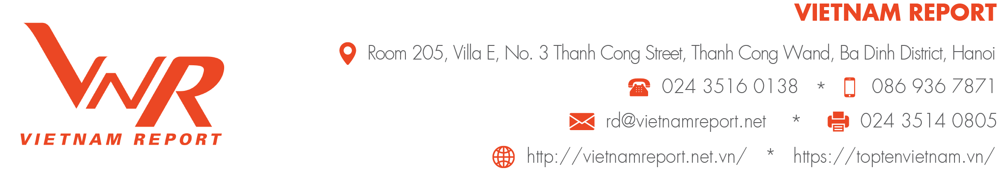 VIETNAM REPORT
VNR
VIETNAM REPORT
Room 205, Villa E, No. 3 Thanh Cong Street, Thanh Cong Wand, Ba Dinh District, Hanoi
024 3516 0138 * 086 936 7871
rd@vietnamreport.net * 024 3514 0805
http://vietnamreport.net.vn/ * https://toptenvietnam.vn/